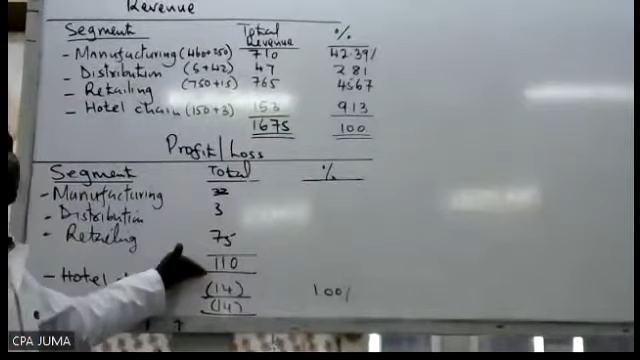 Revenue
Segment Total Revenue %
- Manufacturing (460+250) 710 42.39%
- Distribution (5+42) 47 2.81
- Retailing (750+15) 765 45.67
- Hotel chain (150+3) 153 9.13
1675 100
Profit/Loss
Segment Total %
- Manufacturing 32
- Distribution 3
- Retailing 75
110
- Hotel
(14) 100%
(14)
CPA JUMA